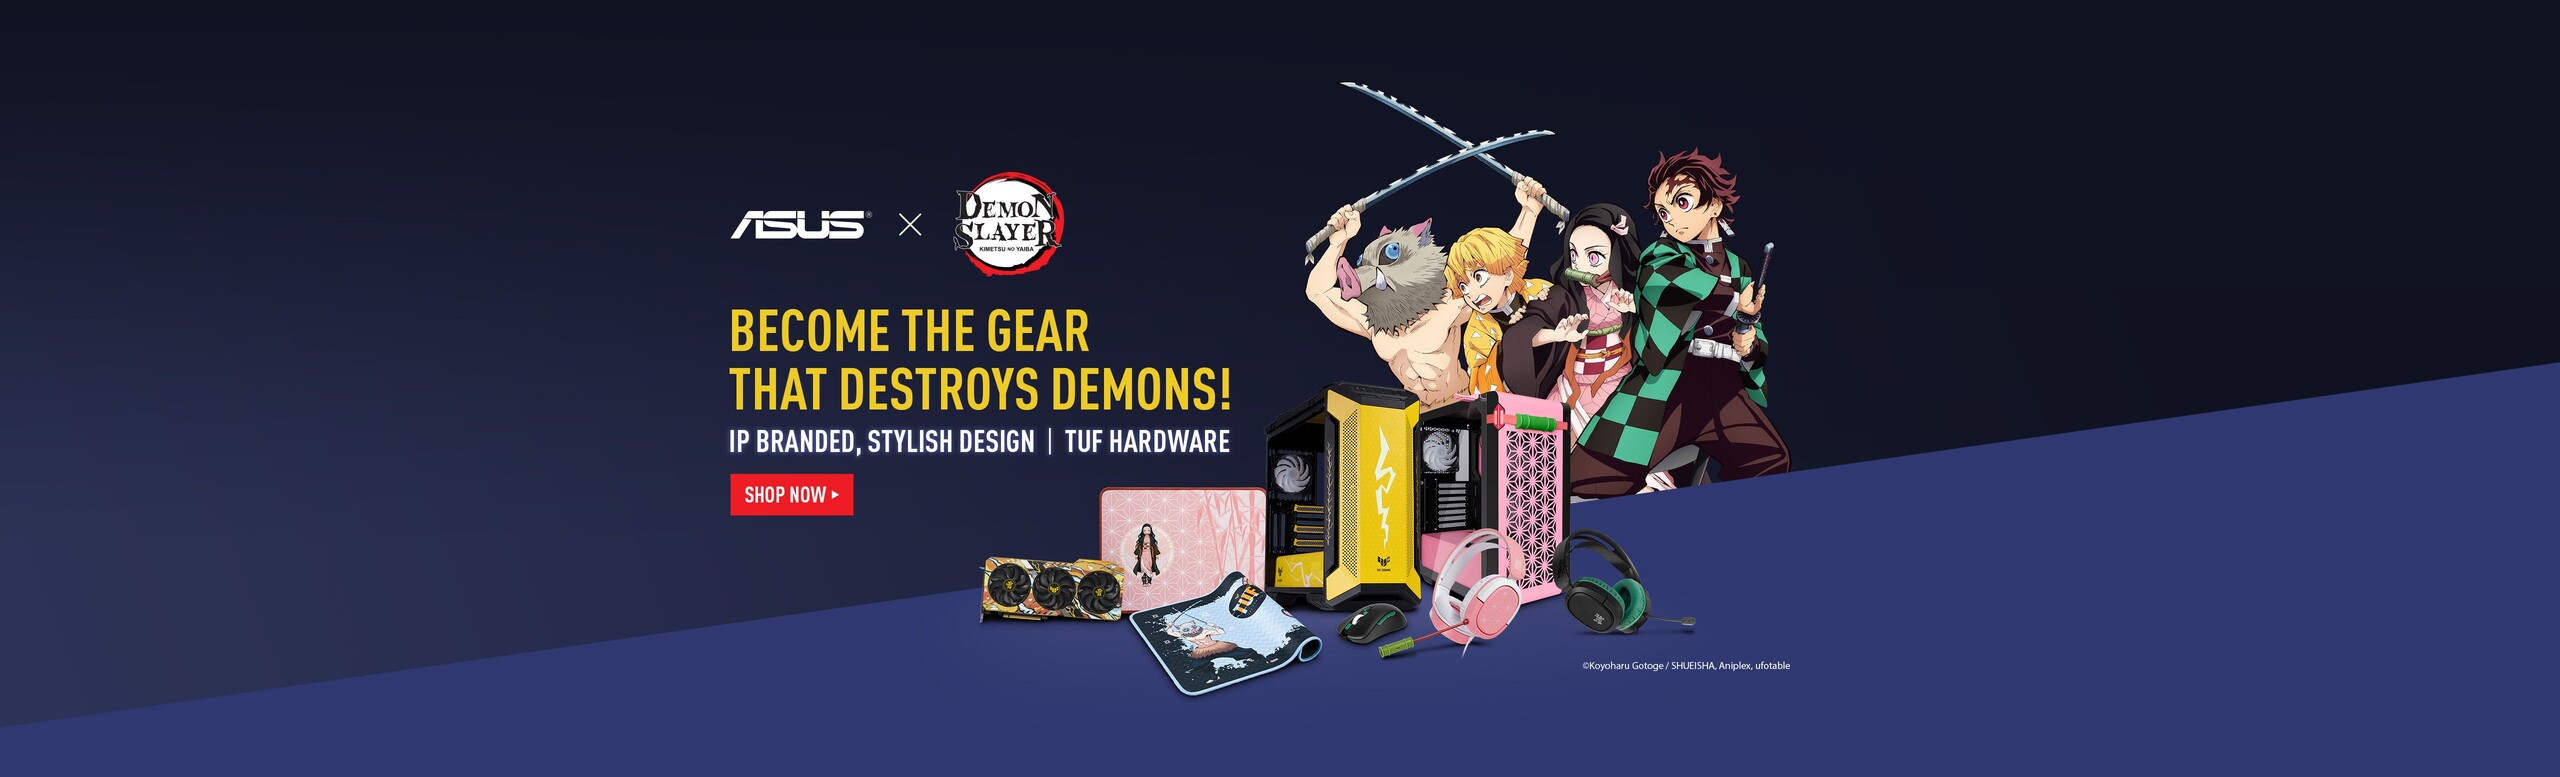 ASUS® ×
DEMON
SLAYER
KIMETSU NO YAIBA
BECOME THE GEAR
THAT DESTROYS DEMONS!
IP BRANDED, STYLISH DESIGN | TUF HARDWARE
SHOP NOW
TUF
©Koyoharu Gotoge / SHUEISHA, Aniplex, ufotable